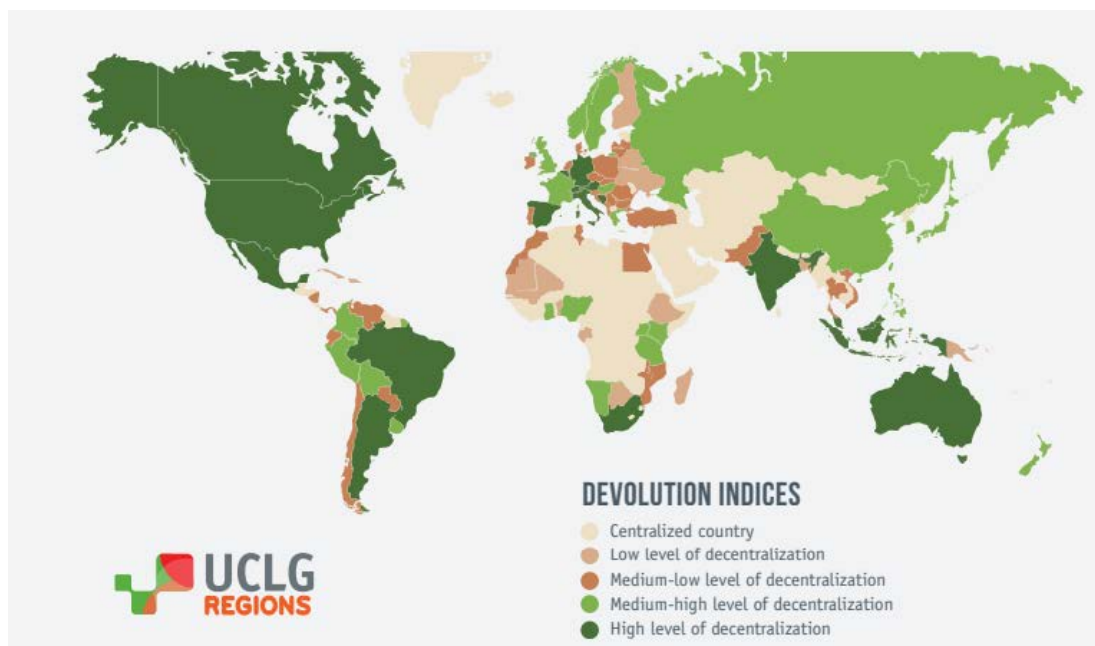 DEVOLUTION INDICES
Centralized country
Low level of decentralization
Medium-low level of decentralization
Medium-high level of decentralization
High level of decentralization
UCLG
REGIONS